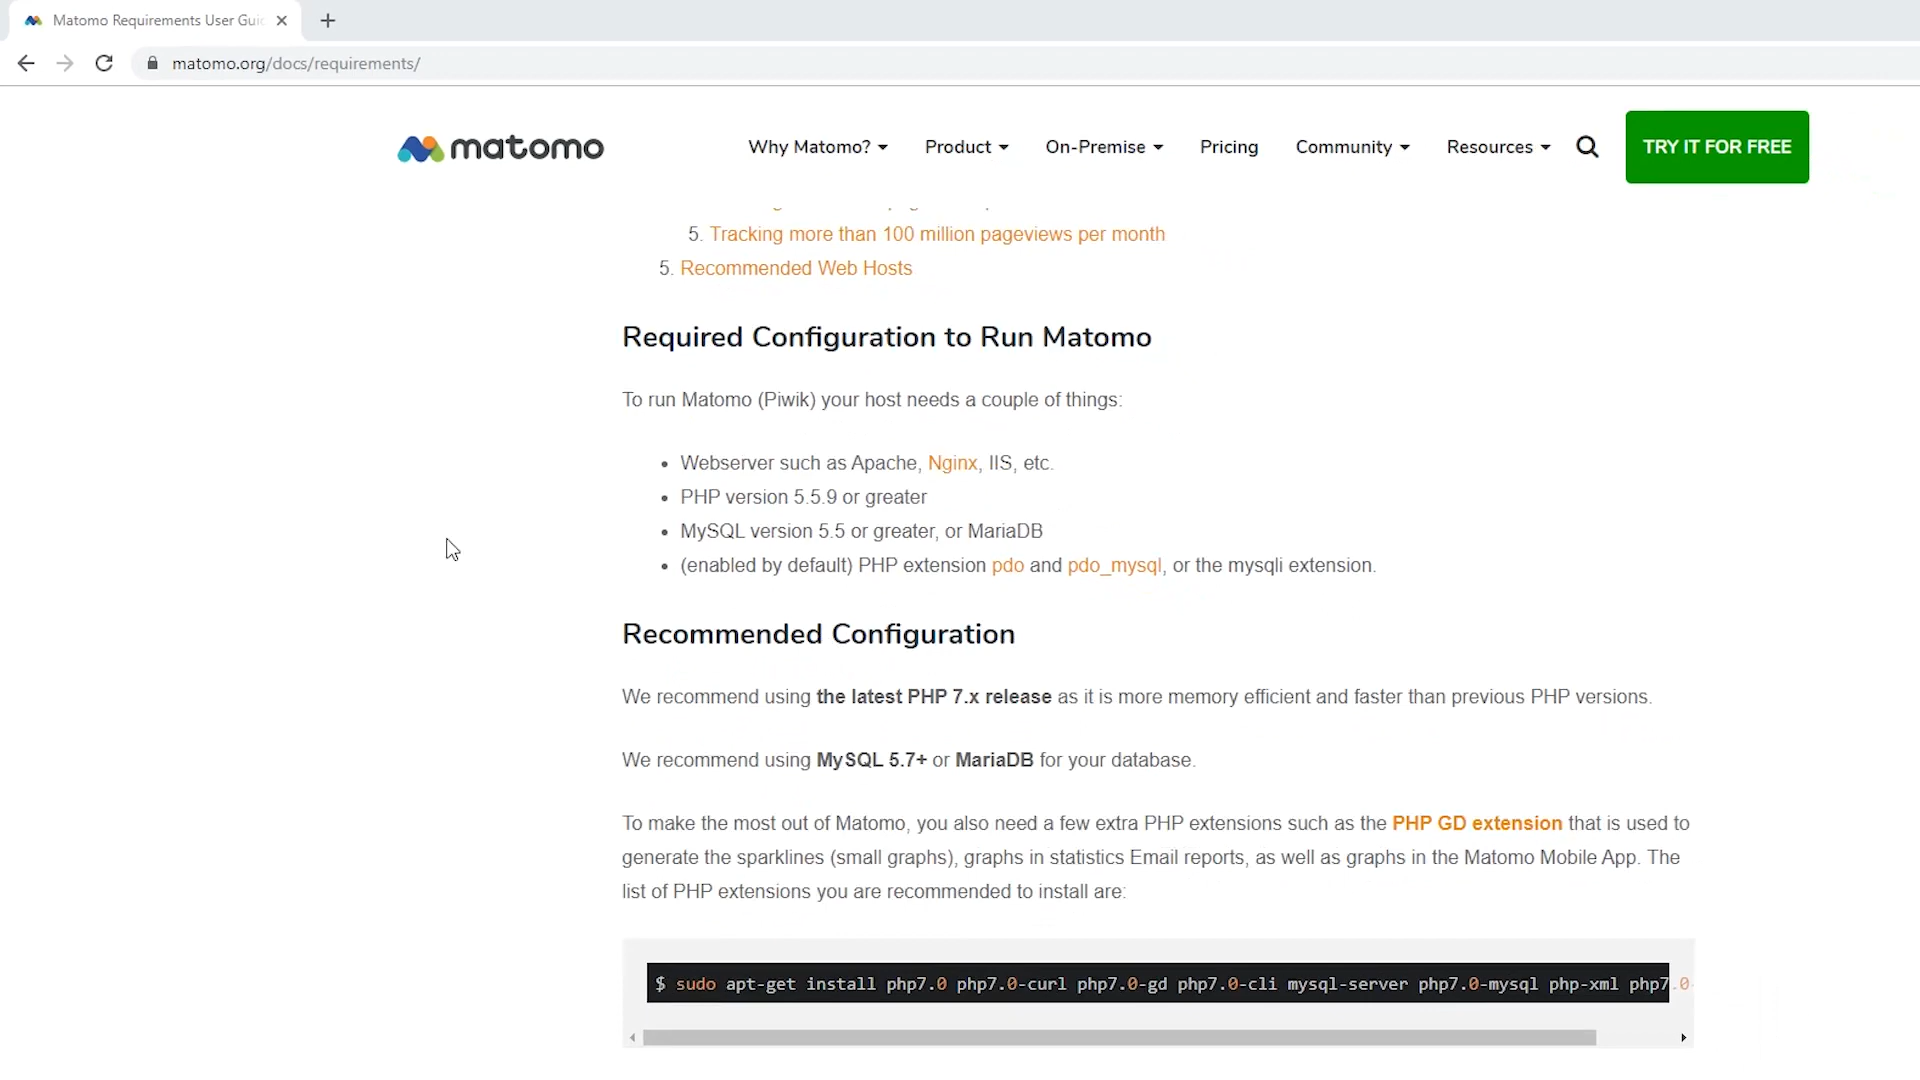 Matomo Requirements User Gui
matomo.org/docs/requirements/
matomo
Why Matomo?
Product
On-Premise
Pricing
Community
Resources
TRY IT FOR FREE
5. Tracking more than 100 million pageviews per month
5. Recommended Web Hosts
Required Configuration to Run Matomo
To run Matomo (Piwik) your host needs a couple of things:
• Webserver such as Apache, Nginx, IIS, etc.
• PHP version 5.5.9 or greater
• MySQL version 5.5 or greater, or MariaDB
• (enabled by default) PHP extension pdo and pdo_mysql, or the mysqli extension.
Recommended Configuration
We recommend using the latest PHP 7.x release as it is more memory efficient and faster than previous PHP versions.
We recommend using MySQL 5.7+ or MariaDB for your database.
To make the most out of Matomo, you also need a few extra PHP extensions such as the PHP GD extension that is used to
generate the sparklines (small graphs), graphs in statistics Email reports, as well as graphs in the Matomo Mobile App. The
list of PHP extensions you are recommended to install are:
$ sudo apt-get install php7.0 php7.0-curl php7.0-gd php7.0-cli mysql-server php7.0-mysql php-xml php7.0-